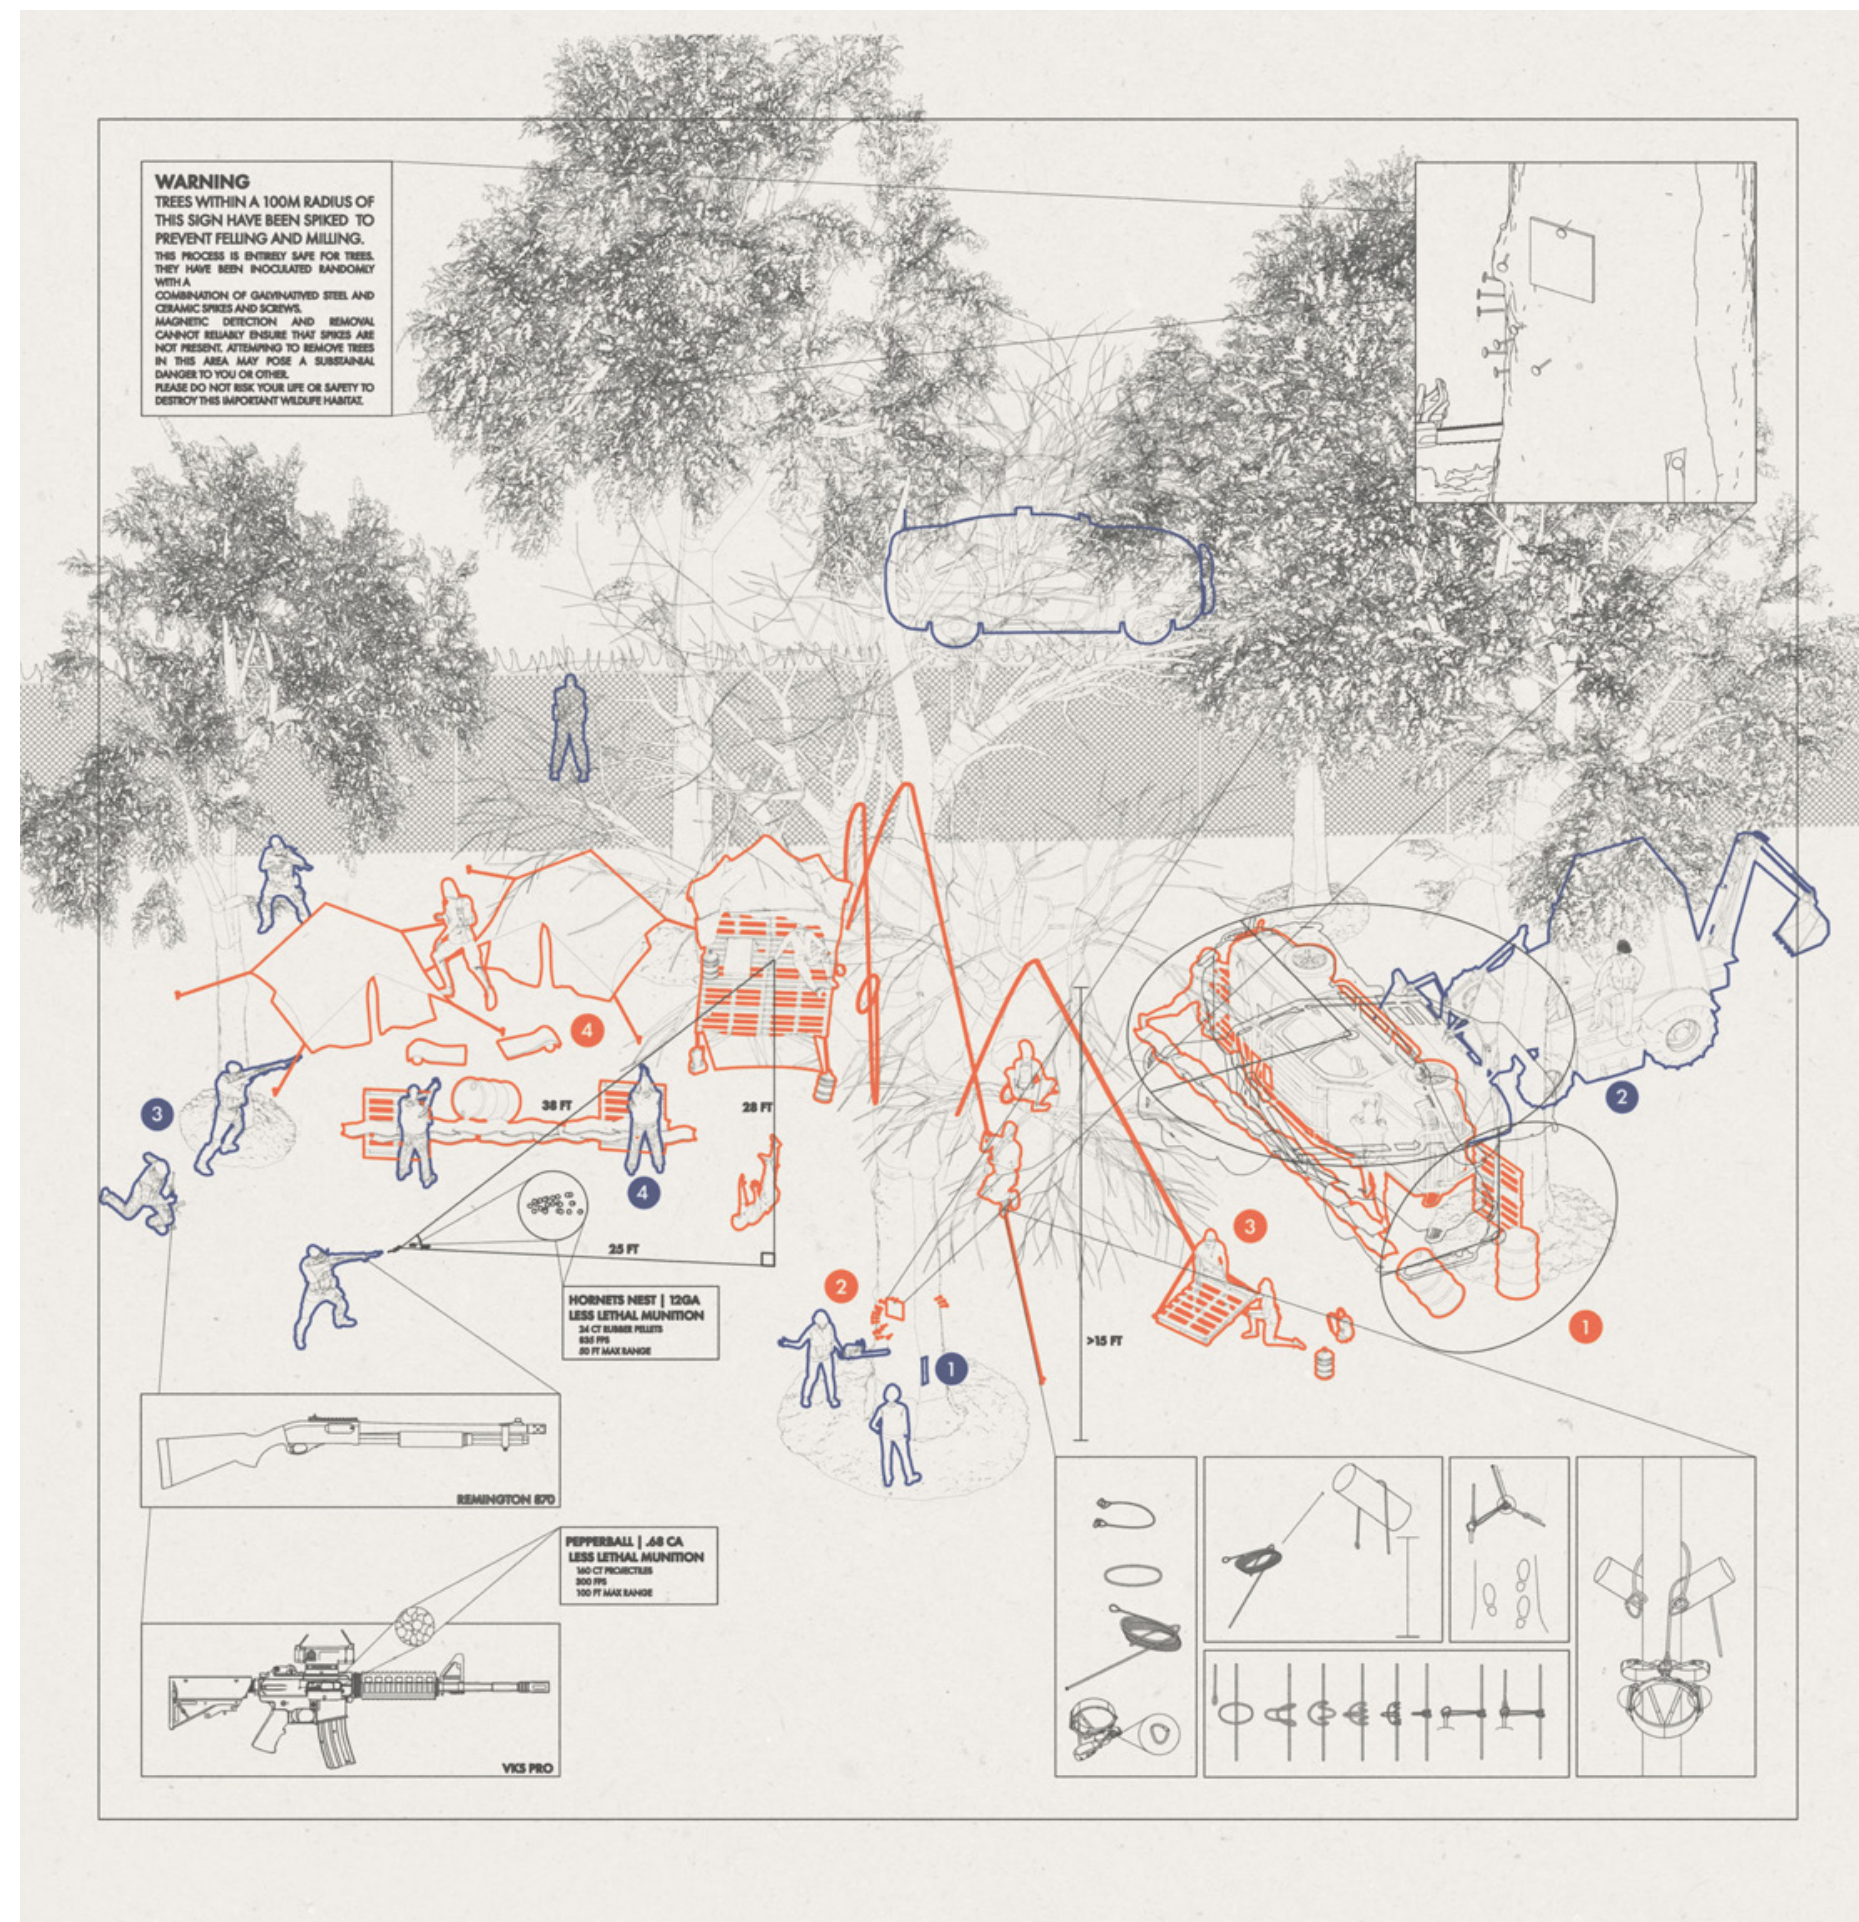 WARNING
TREES WITHIN A 100M RADIUS OF
THIS SIGN HAVE BEEN SPIKED TO
PREVENT FELLING AND MILLING.
THIS PROCESS IS ENTIRELY SAFE FOR TREES.
THEY HAVE BEEN INOCULATED RANDOMLY
WITH A
COMBINATION OF GALVINATIVED STEEL AND
CERAMIC SPIKES AND SCREWS.
MAGNETIC DETECTION AND REMOVAL
CANNOT RELIABLY ENSURE THAT SPIKES ARE
NOT PRESENT. ATTEMPING TO REMOVE TREES
IN THIS AREA MAY POSE A SUBSTAINIAL
DANGER TO YOU OR OTHER.
PLEASE DO NOT RISK YOUR LIFE OR SAFETY TO
DESTROY THIS IMPORTANT WILDLIFE HABITAT.
4
3
38 FT
28 FT
2
4
25 FT
3
2
HORNETS NEST | 12GA
LESS LETHAL MUNITION
24 CT RUBBER PELLETS
835 FPS
50 FT MAX RANGE
1
>15 FT
1
REMINGTON 870
PEPPERBALL | .68 CA
LESS LETHAL MUNITION
160 CT PROJECTILES
300 FPS
100 FT MAX RANGE
VKS PRO